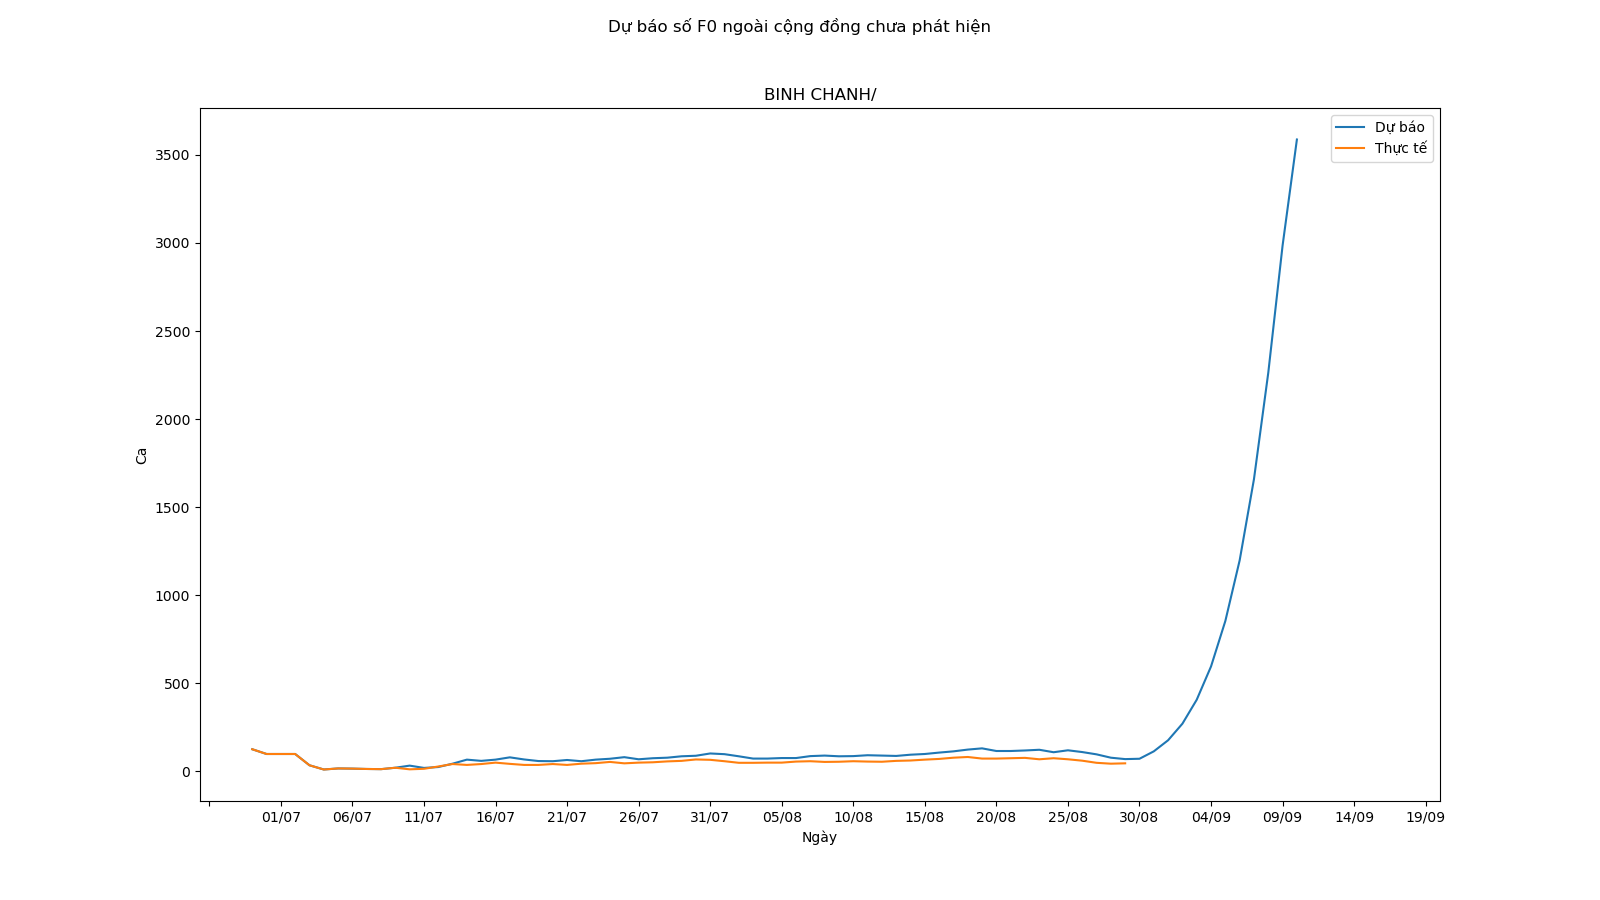 Dự báo số F0 ngoài cộng đồng chưa phát hiện
BINH CHANH/
Dự báo
Thực tế
3500
3000
2500
2000
1500
1000
500
0
Ca
01/07 06/07 11/07 16/07 21/07 26/07 31/07 05/08 10/08 15/08 20/08 25/08 30/08 04/09 09/09 14/09 19/09
Ngày